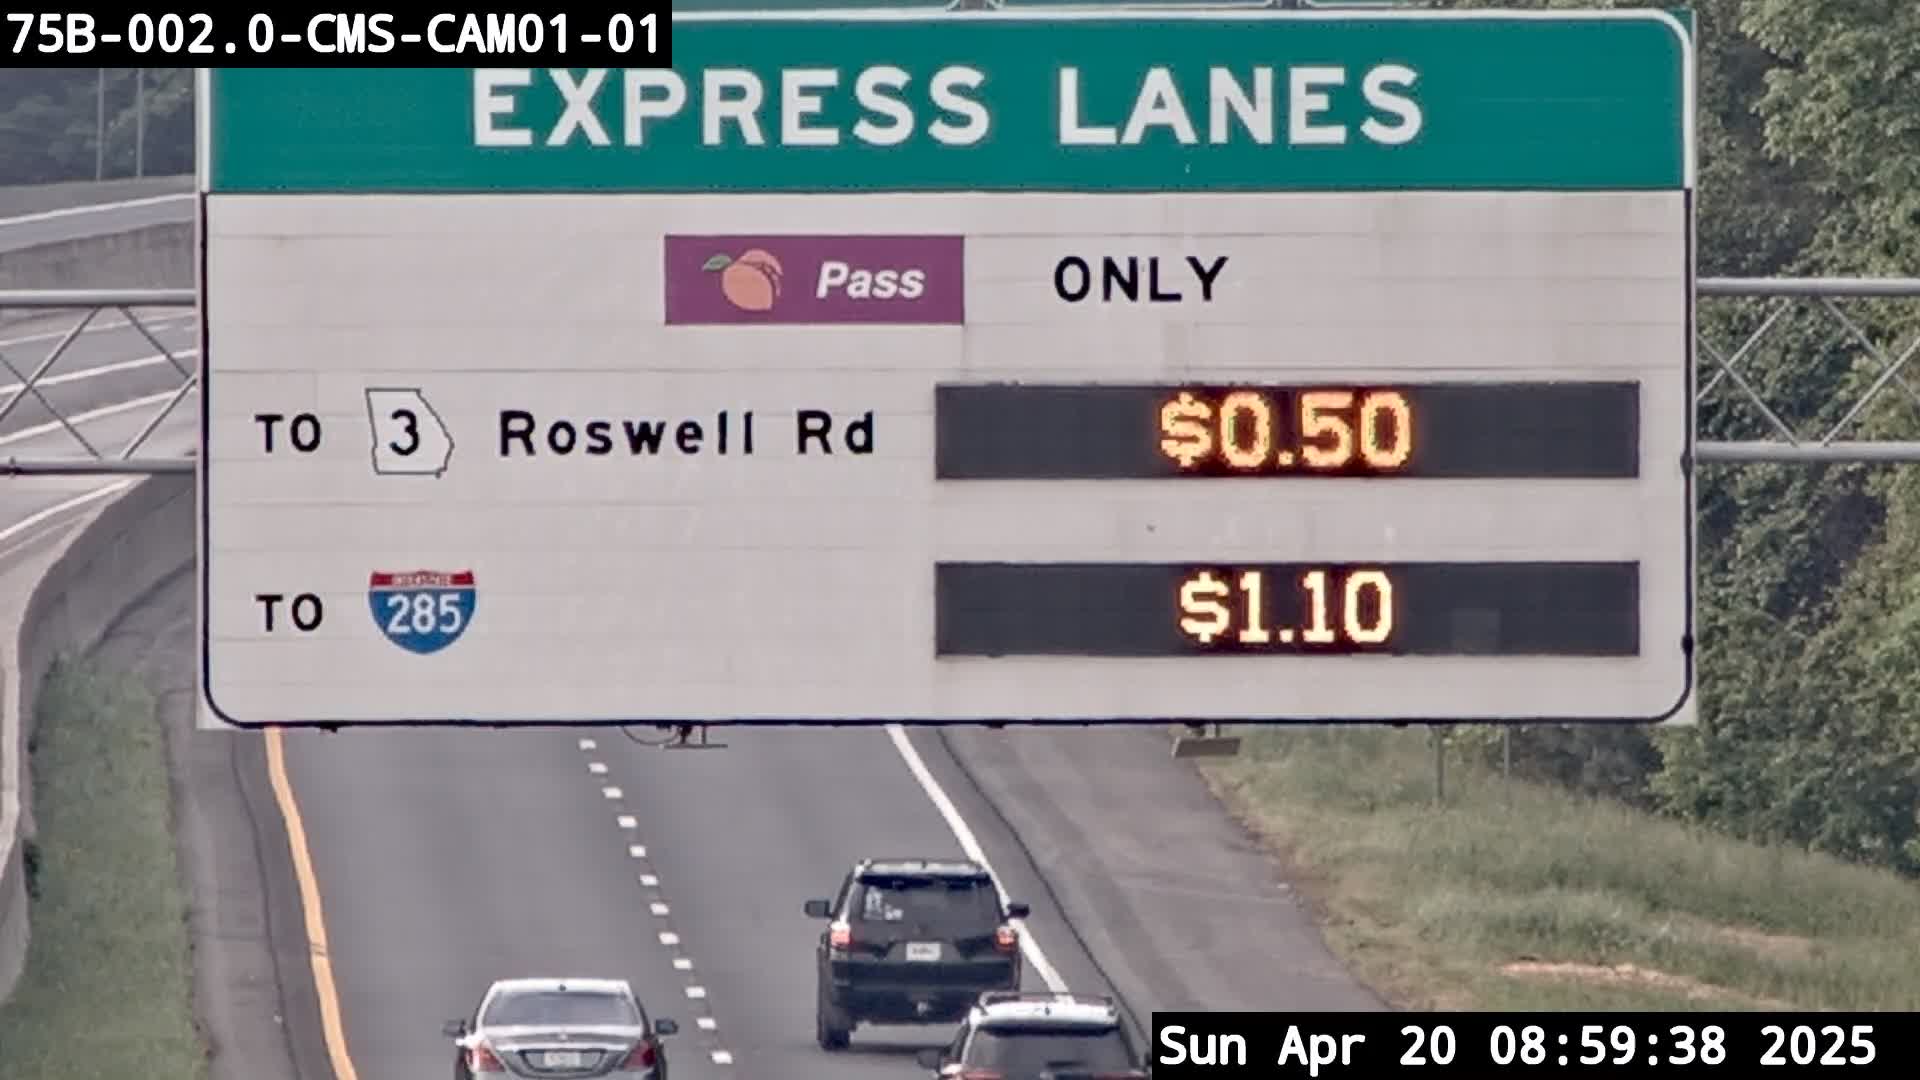 75B-002.0-CMS-CAM01-01
EXPRESS LANES
Pass ONLY
TO 3 Roswell Rd $0.50
TO 285 $1.10
Sun Apr 20 08:59:38 2025